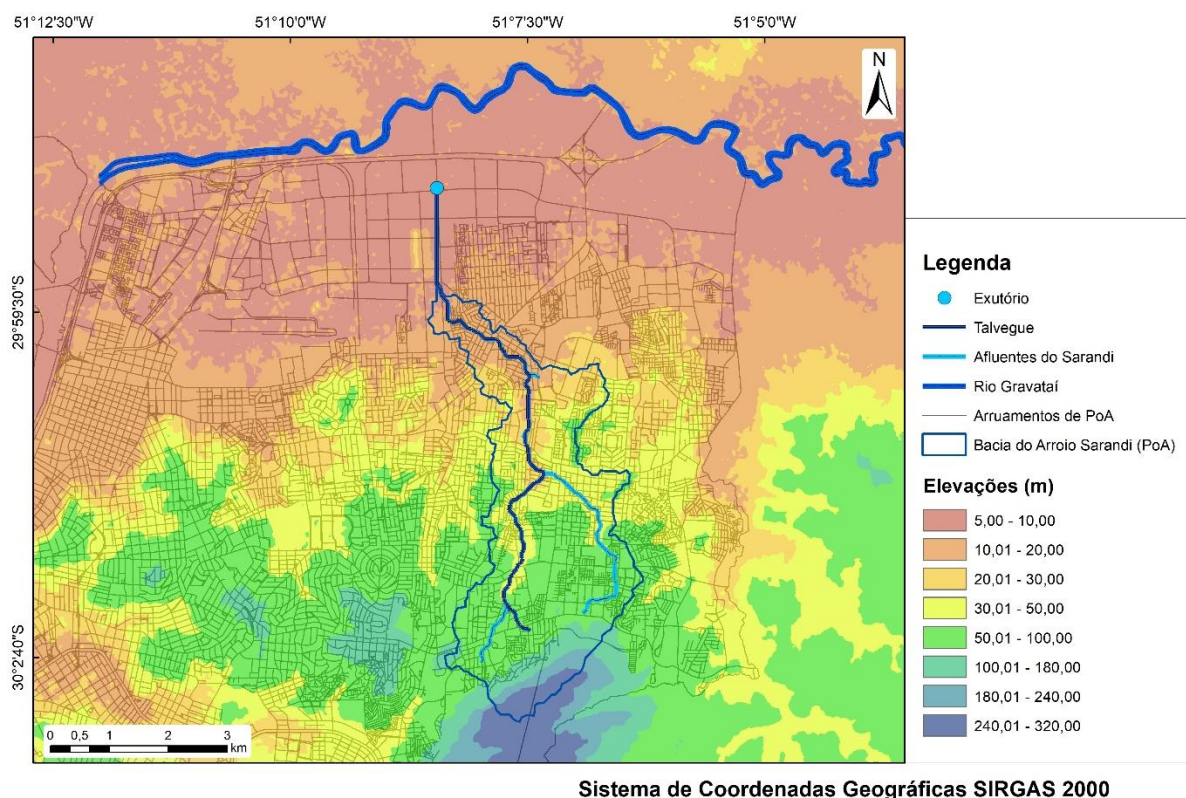 51°12'30"W
51°10'0"W
51°7'30"W
51°5'0"W
N
29°59'30"S
30°2'40"S
0 0,5 1 2 3
km
Legenda
Exutório
Talvegue
Afluentes do Sarandi
Rio Gravataí
Arruamentos de PoA
Bacia do Arroio Sarandi (PoA)
Elevações (m)
5,00 - 10,00
10,01 - 20,00
20,01 - 30,00
30,01 - 50,00
50,01 - 100,00
100,01 - 180,00
180,01 - 240,00
240,01 - 320,00
Sistema de Coordenadas Geográficas SIRGAS 2000